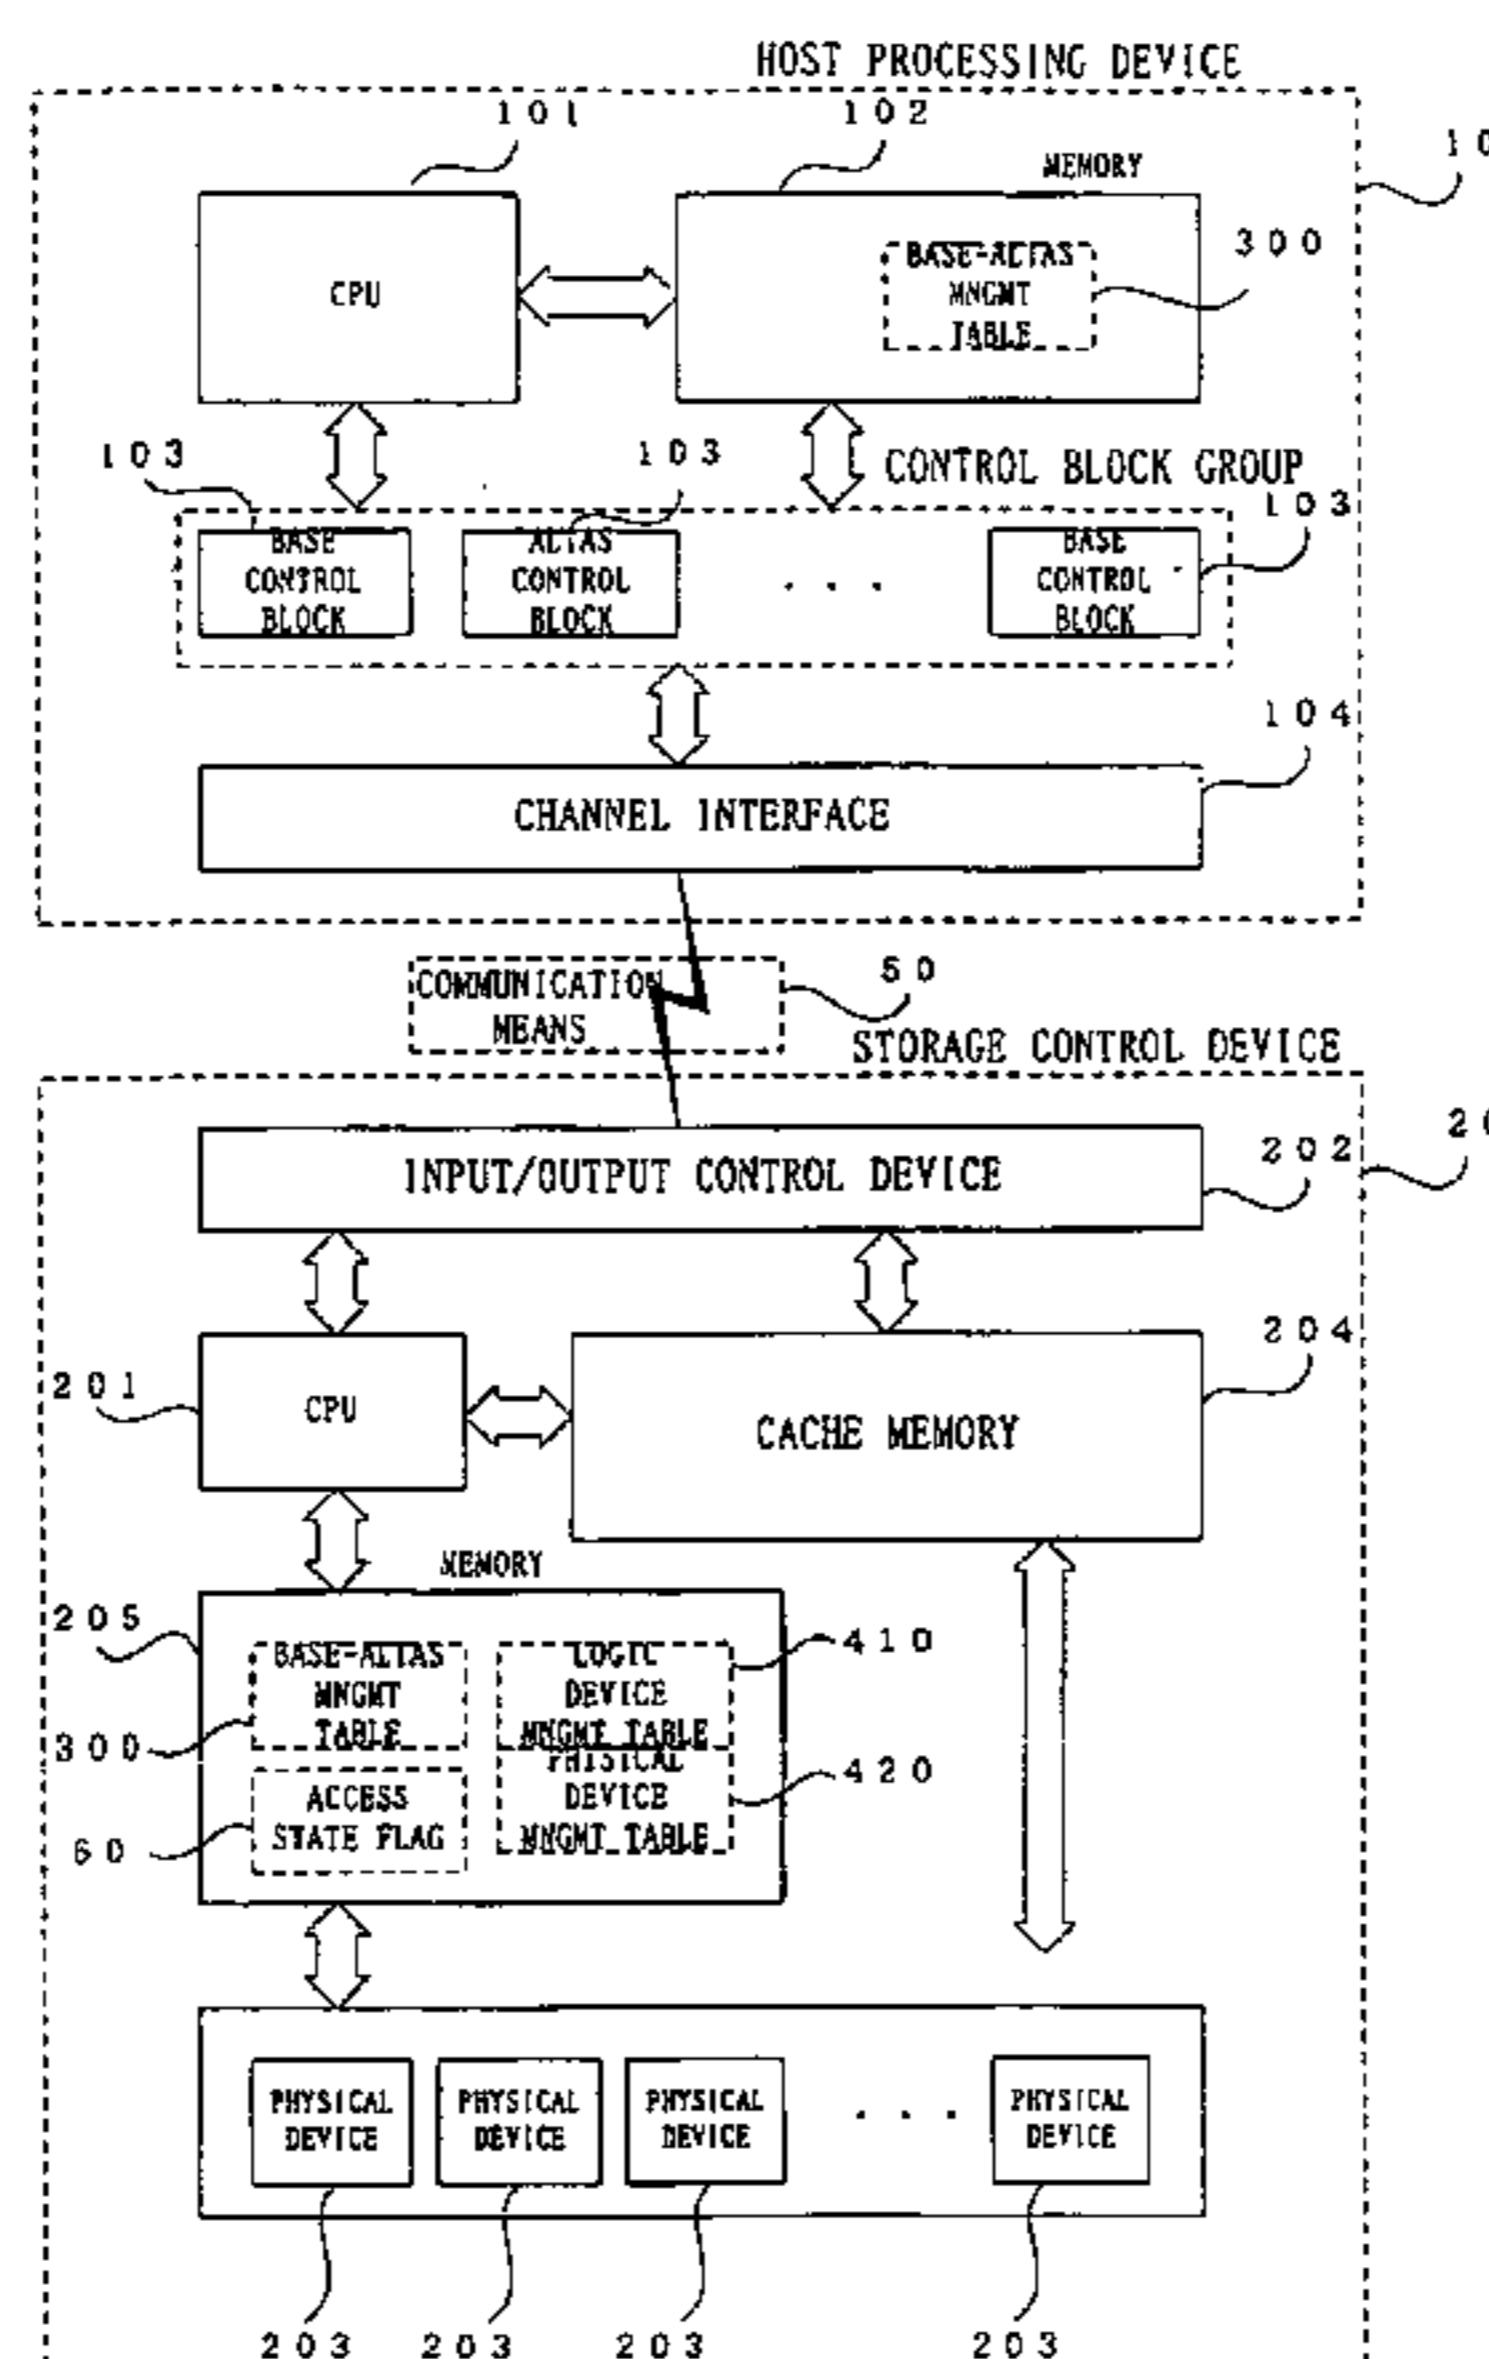 HOST PROCESSING DEVICE
101
102
MEMORY
10
CPU
BASE-ALIAS
MNGMT
TABLE
300
103
103
CONTROL BLOCK GROUP
103
BASE
CONTROL
BLOCK
ALIAS
CONTROL
BLOCK
. . .
BASE
CONTROL
BLOCK
104
CHANNEL INTERFACE
COMMUNICATION
MEANS
50
STORAGE CONTROL DEVICE
20
INPUT/OUTPUT CONTROL DEVICE
202
201
CPU
204
CACHE MEMORY
MEMORY
205
BASE-ALIAS
MNGMT
TABLE
300
LOGIC
DEVICE
MNGMT TABLE
410
PHYSICAL
DEVICE
MNGMT TABLE
420
ACCESS
STATE FLAG
60
PHYSICAL
DEVICE
PHYSICAL
DEVICE
PHYSICAL
DEVICE
. . .
PHYSICAL
DEVICE
203
203
203
203